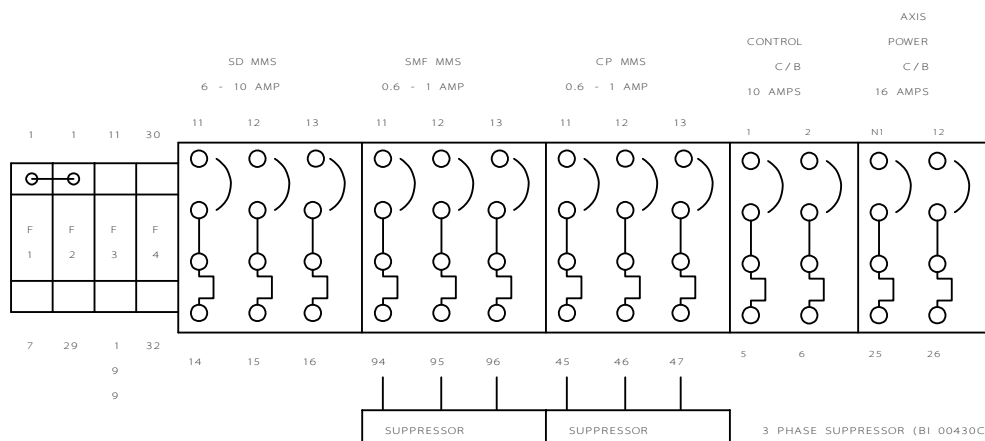 AXIS
CONTROL POWER
SD MMS SMF MMS CP MMS C/B C/B
6 - 10 AMP 0.6 - 1 AMP 0.6 - 1 AMP 10 AMPS 16 AMPS
1 1 11 30 11 12 13 11 12 13 11 12 13 1 2 N1 12
F F F F
1 2 3 4
7 29 1 32 14 15 16 94 95 96 45 46 47 5 6 25 26
9
9
SUPPRESSOR SUPPRESSOR 3 PHASE SUPPRESSOR (BI 00430C